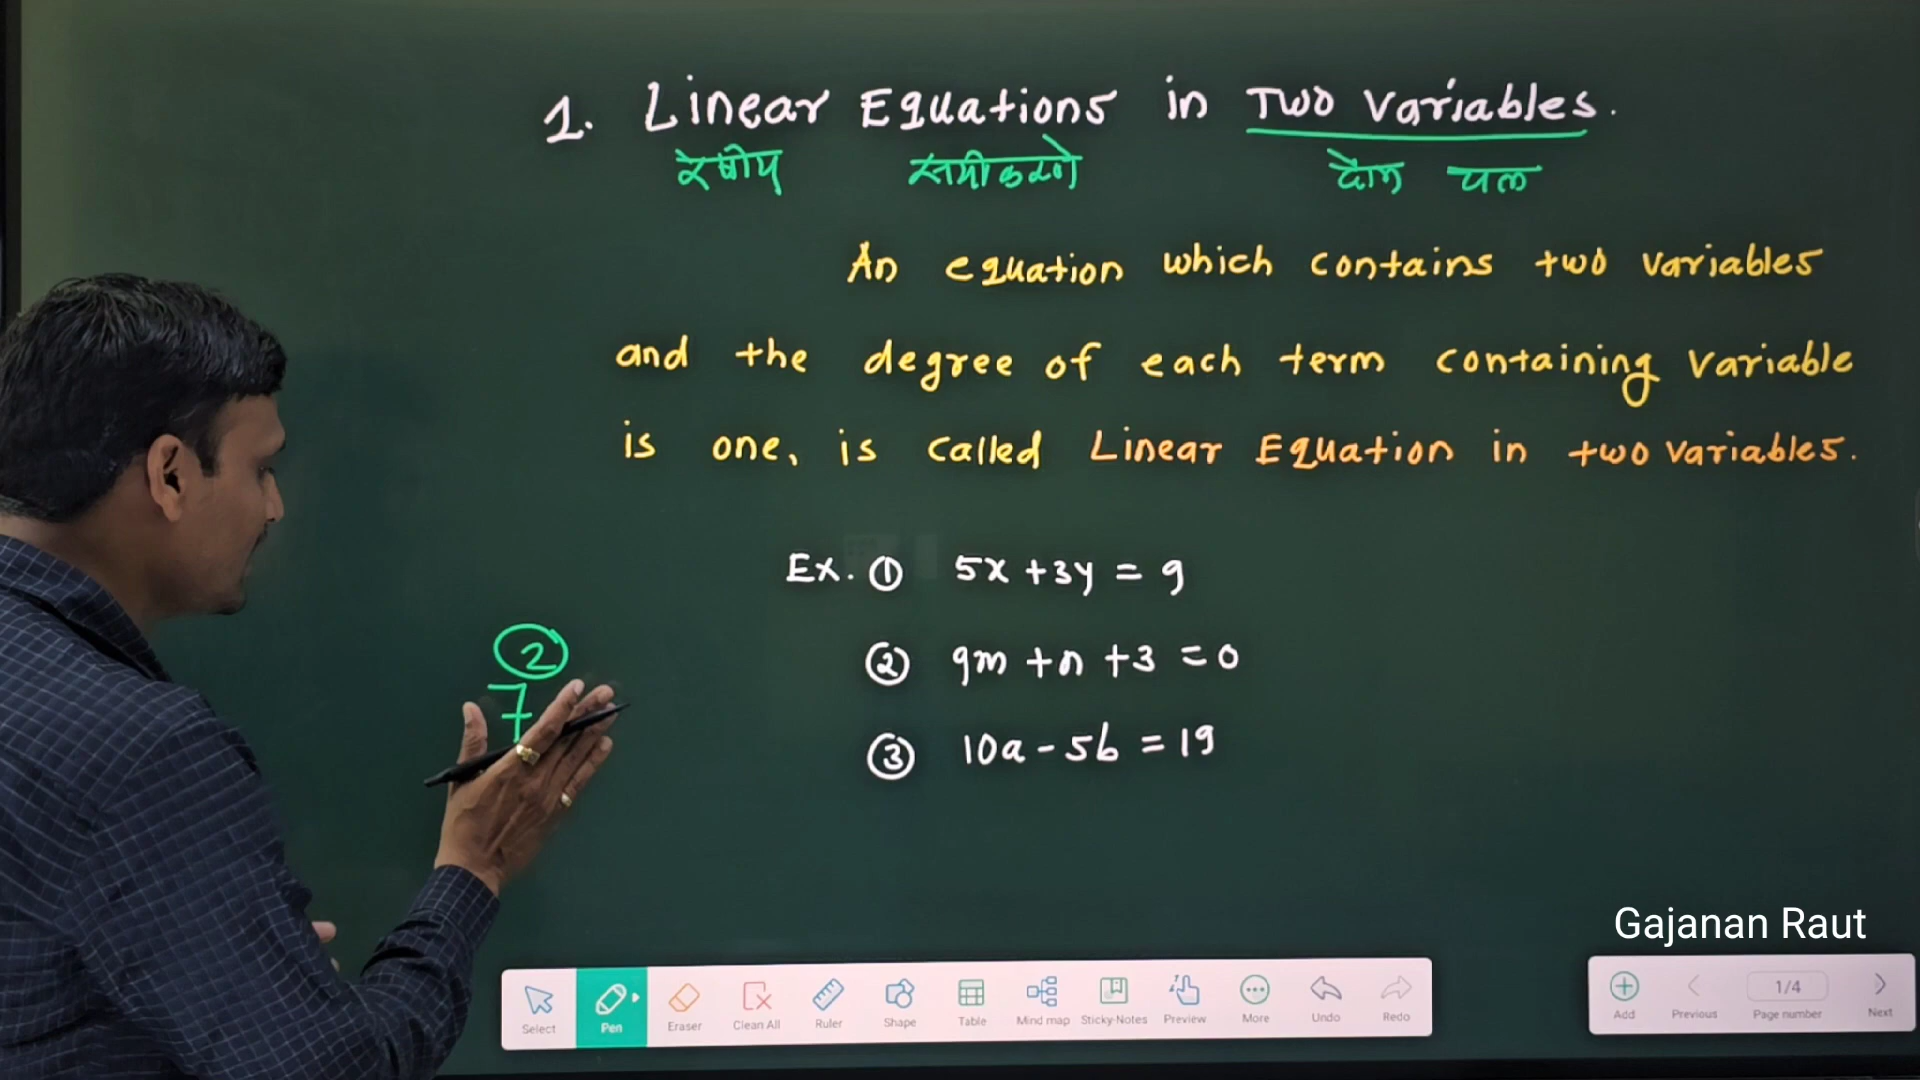 1. Linear Equations in Two Variables.
रेषीय समीकरणे दोन चल
An equation which contains two variables
and the degree of each term containing variable
is one, is called Linear Equation in two variables.
Ex. ① 5x + 3y = 9
② 9m + n + 3 = 0
③ 10a - 5b = 19
2
7
Gajanan Raut
Select Pen Eraser Clean All Ruler Shape Table Mind map Sticky-Notes Preview More Undo Redo
1/4
Add Previous Page number Next